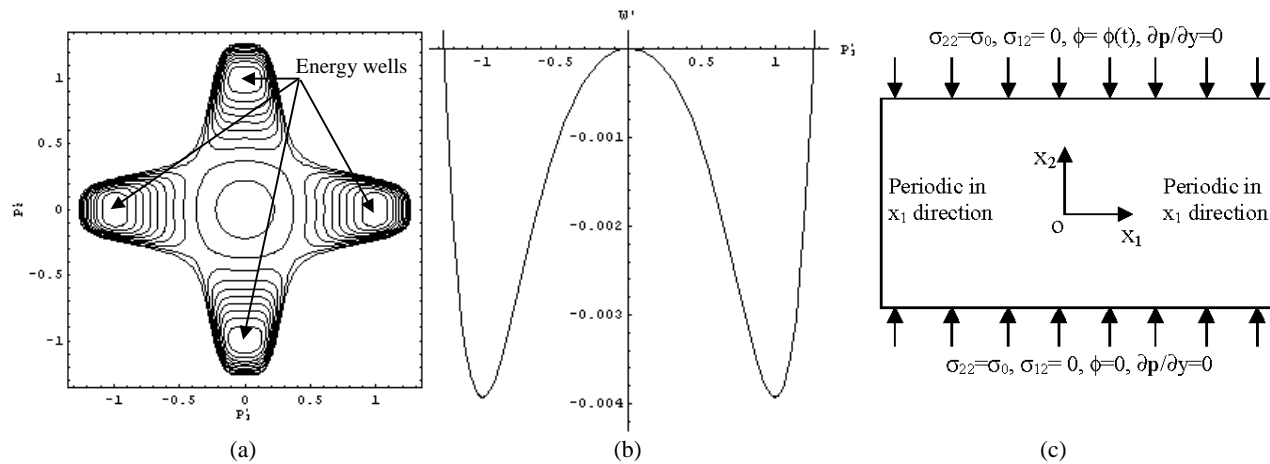 Energy wells
1
0.5
0
-0.5
-1
p'₂
-1 -0.5 0 0.5 1
p'₁
(a)
W'
p'₁
-1 -0.5 0.5 1
-0.001
-0.002
-0.003
-0.004
(b)
σ₂₂=σ₀, σ₁₂= 0, ϕ= ϕ(t), ∂p/∂y=0
x₂
Periodic in
x₁ direction
Periodic in
x₁ direction
o
x₁
σ₂₂=σ₀, σ₁₂= 0, ϕ=0, ∂p/∂y=0
(c)